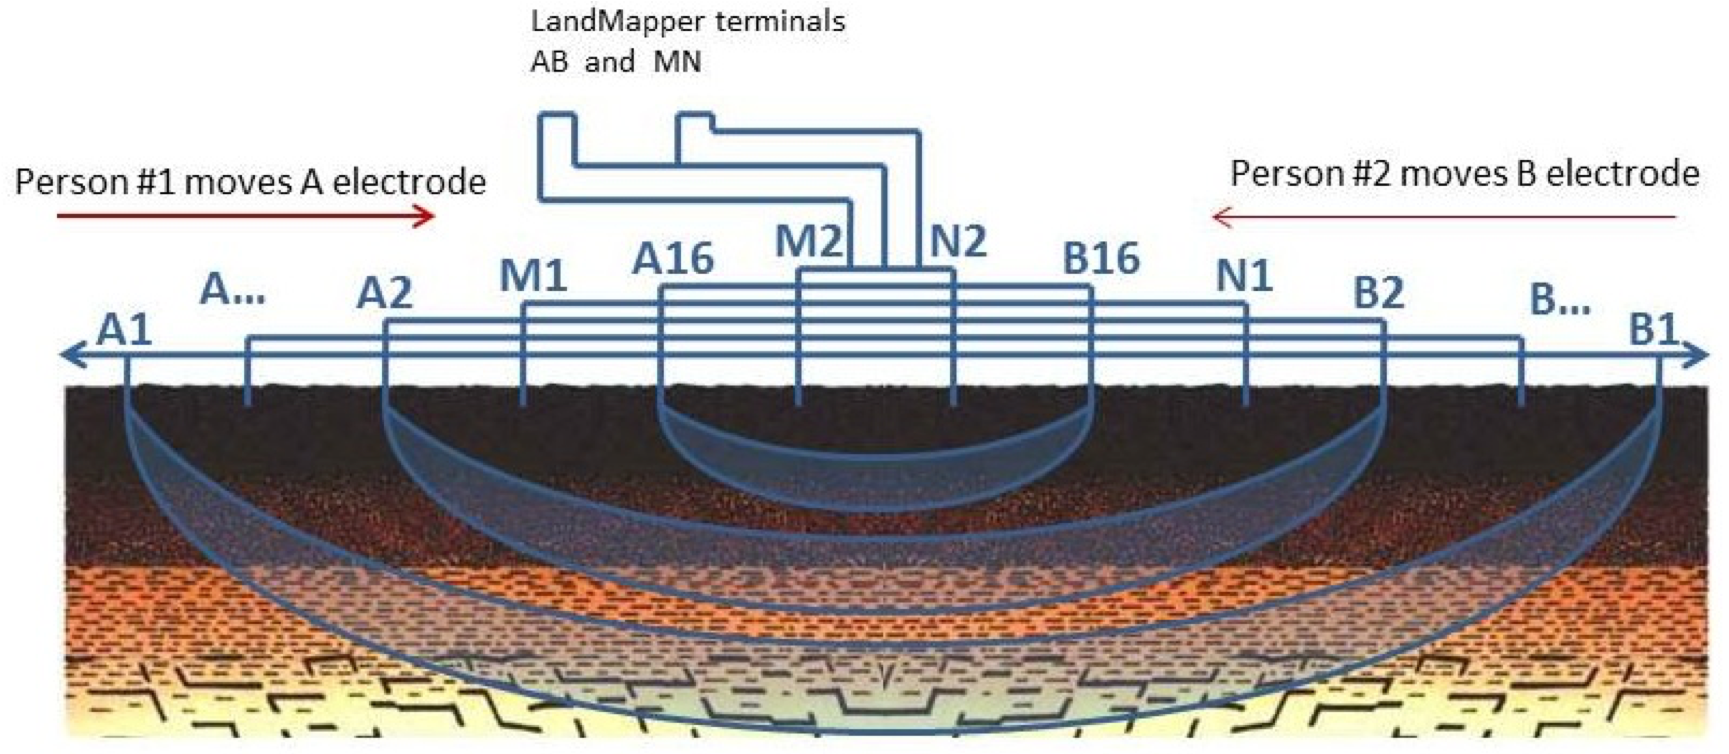 LandMapper terminals
AB and MN
Person #1 moves A electrode
Person #2 moves B electrode
M2
N2
A16
B16
M1
N1
A...
A2
B2
B...
A1
B1